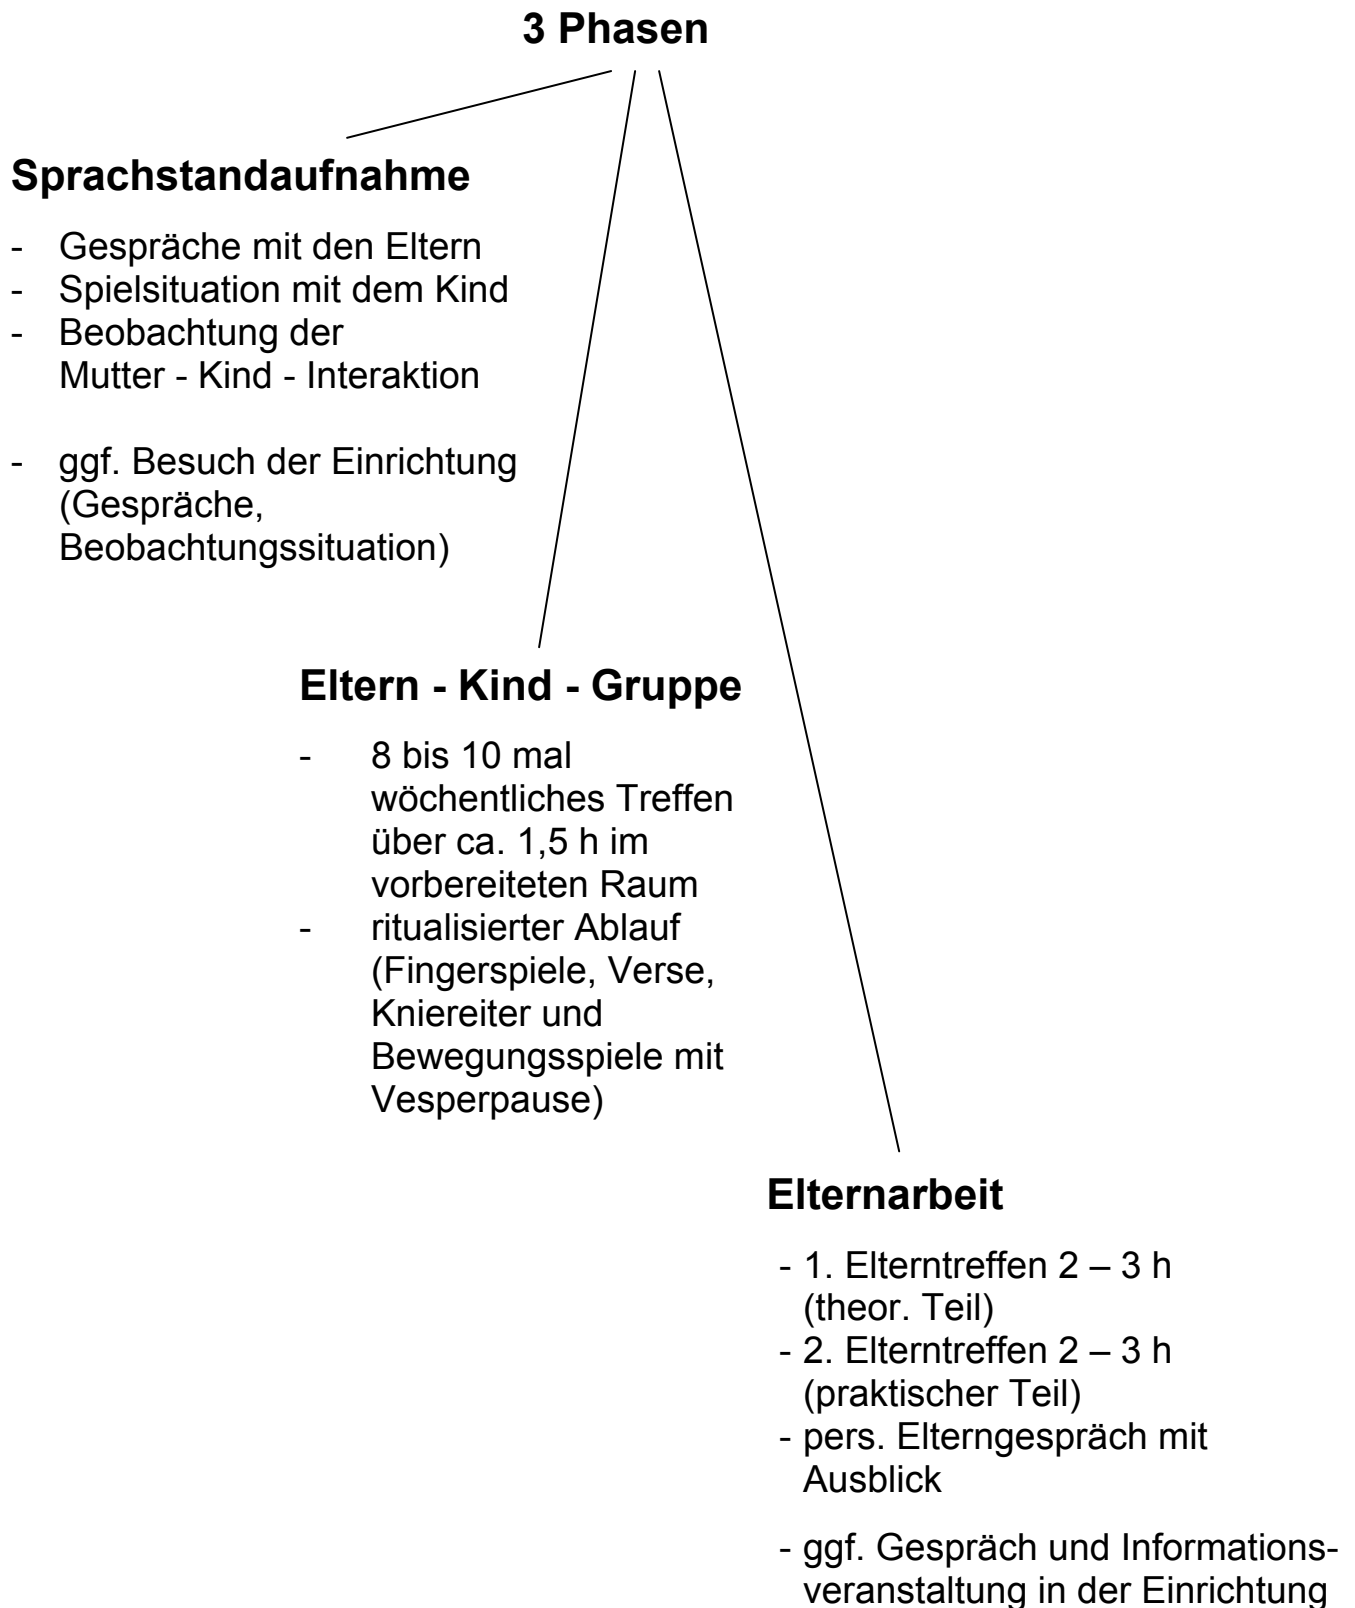 3 Phasen
Sprachstandaufnahme
- Gespräche mit den Eltern
- Spielsituation mit dem Kind
- Beobachtung der
Mutter - Kind - Interaktion
- ggf. Besuch der Einrichtung
(Gespräche,
Beobachtungssituation)
Eltern - Kind - Gruppe
- 8 bis 10 mal
wöchentliches Treffen
über ca. 1,5 h im
vorbereiteten Raum
- ritualisierter Ablauf
(Fingerspiele, Verse,
Kniereiter und
Bewegungsspiele mit
Vesperpause)
Elternarbeit
- 1. Elterntreffen 2 – 3 h
(theor. Teil)
- 2. Elterntreffen 2 – 3 h
(praktischer Teil)
- pers. Elterngespräch mit
Ausblick
- ggf. Gespräch und Informations-
veranstaltung in der Einrichtung